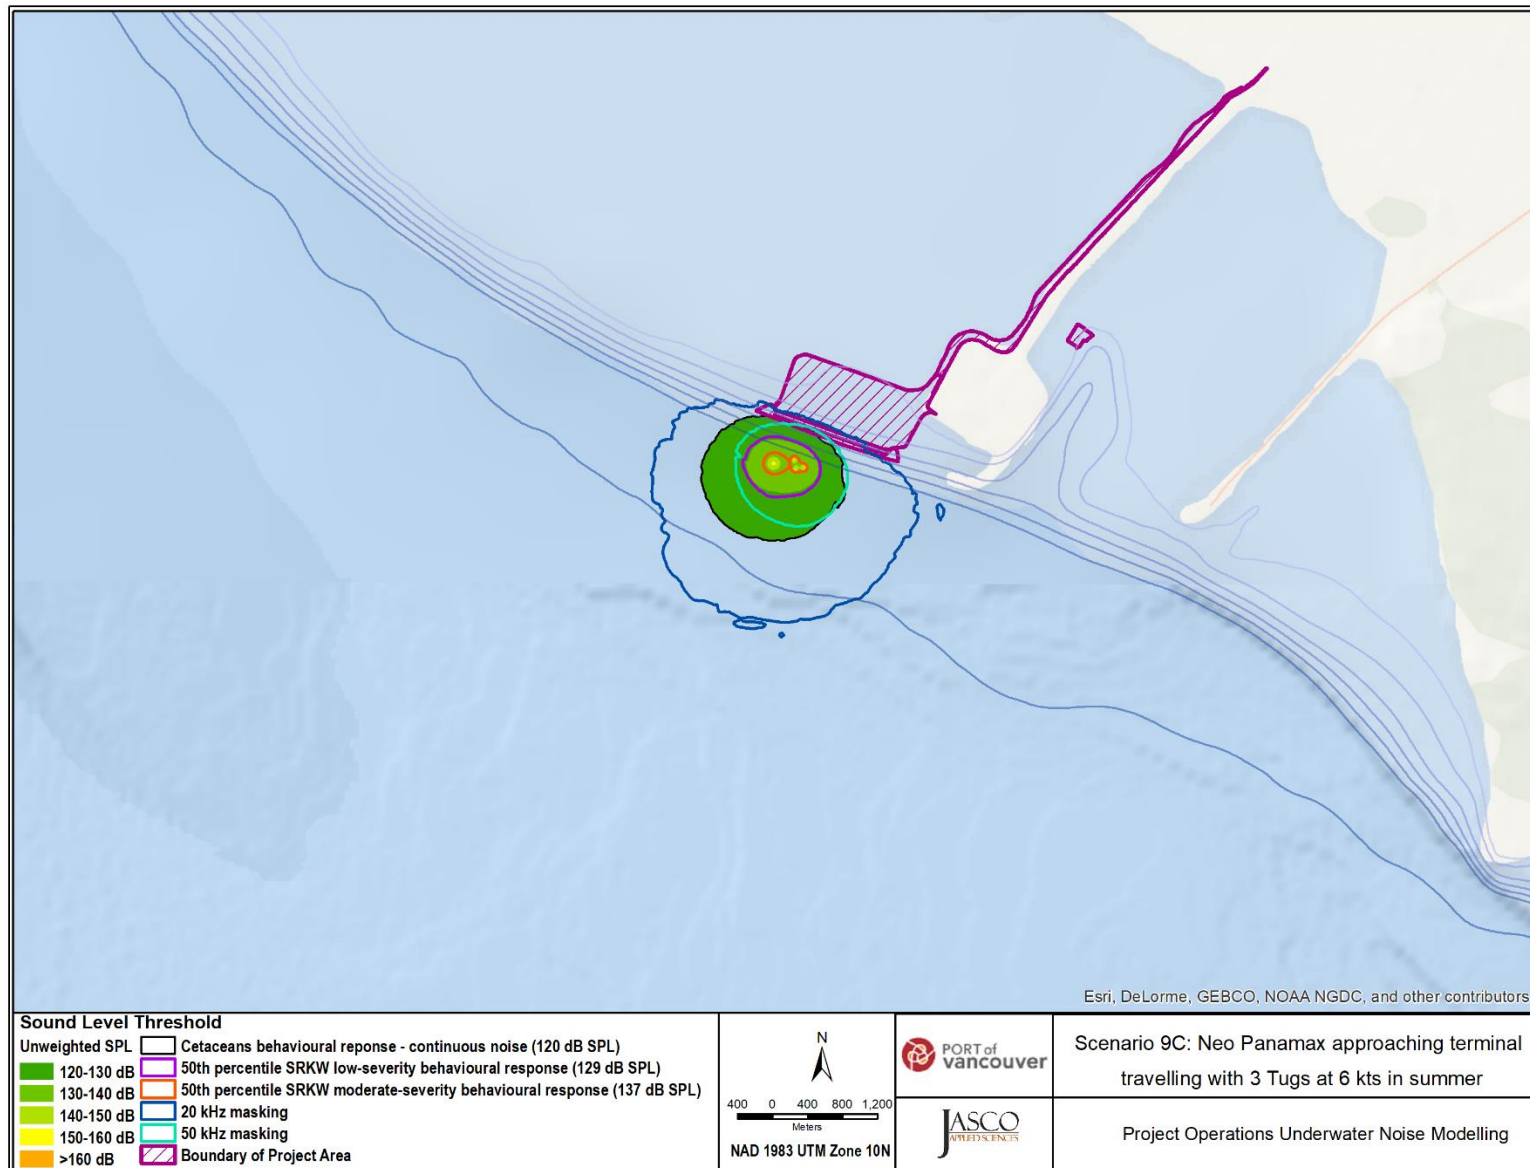 Esri, DeLorme, GEBCO, NOAA NGDC, and other contributors
Sound Level Threshold
Unweighted SPL
120-130 dB
130-140 dB
140-150 dB
150-160 dB
>160 dB
Cetaceans behavioural reponse - continuous noise (120 dB SPL)
50th percentile SRKW low-severity behavioural response (129 dB SPL)
50th percentile SRKW moderate-severity behavioural response (137 dB SPL)
20 kHz masking
50 kHz masking
Boundary of Project Area
N
400 0 400 800 1,200
Meters
NAD 1983 UTM Zone 10N
PORT of
vancouver
JASCO
APPLIED SCIENCES
Scenario 9C: Neo Panamax approaching terminal
travelling with 3 Tugs at 6 kts in summer
Project Operations Underwater Noise Modelling